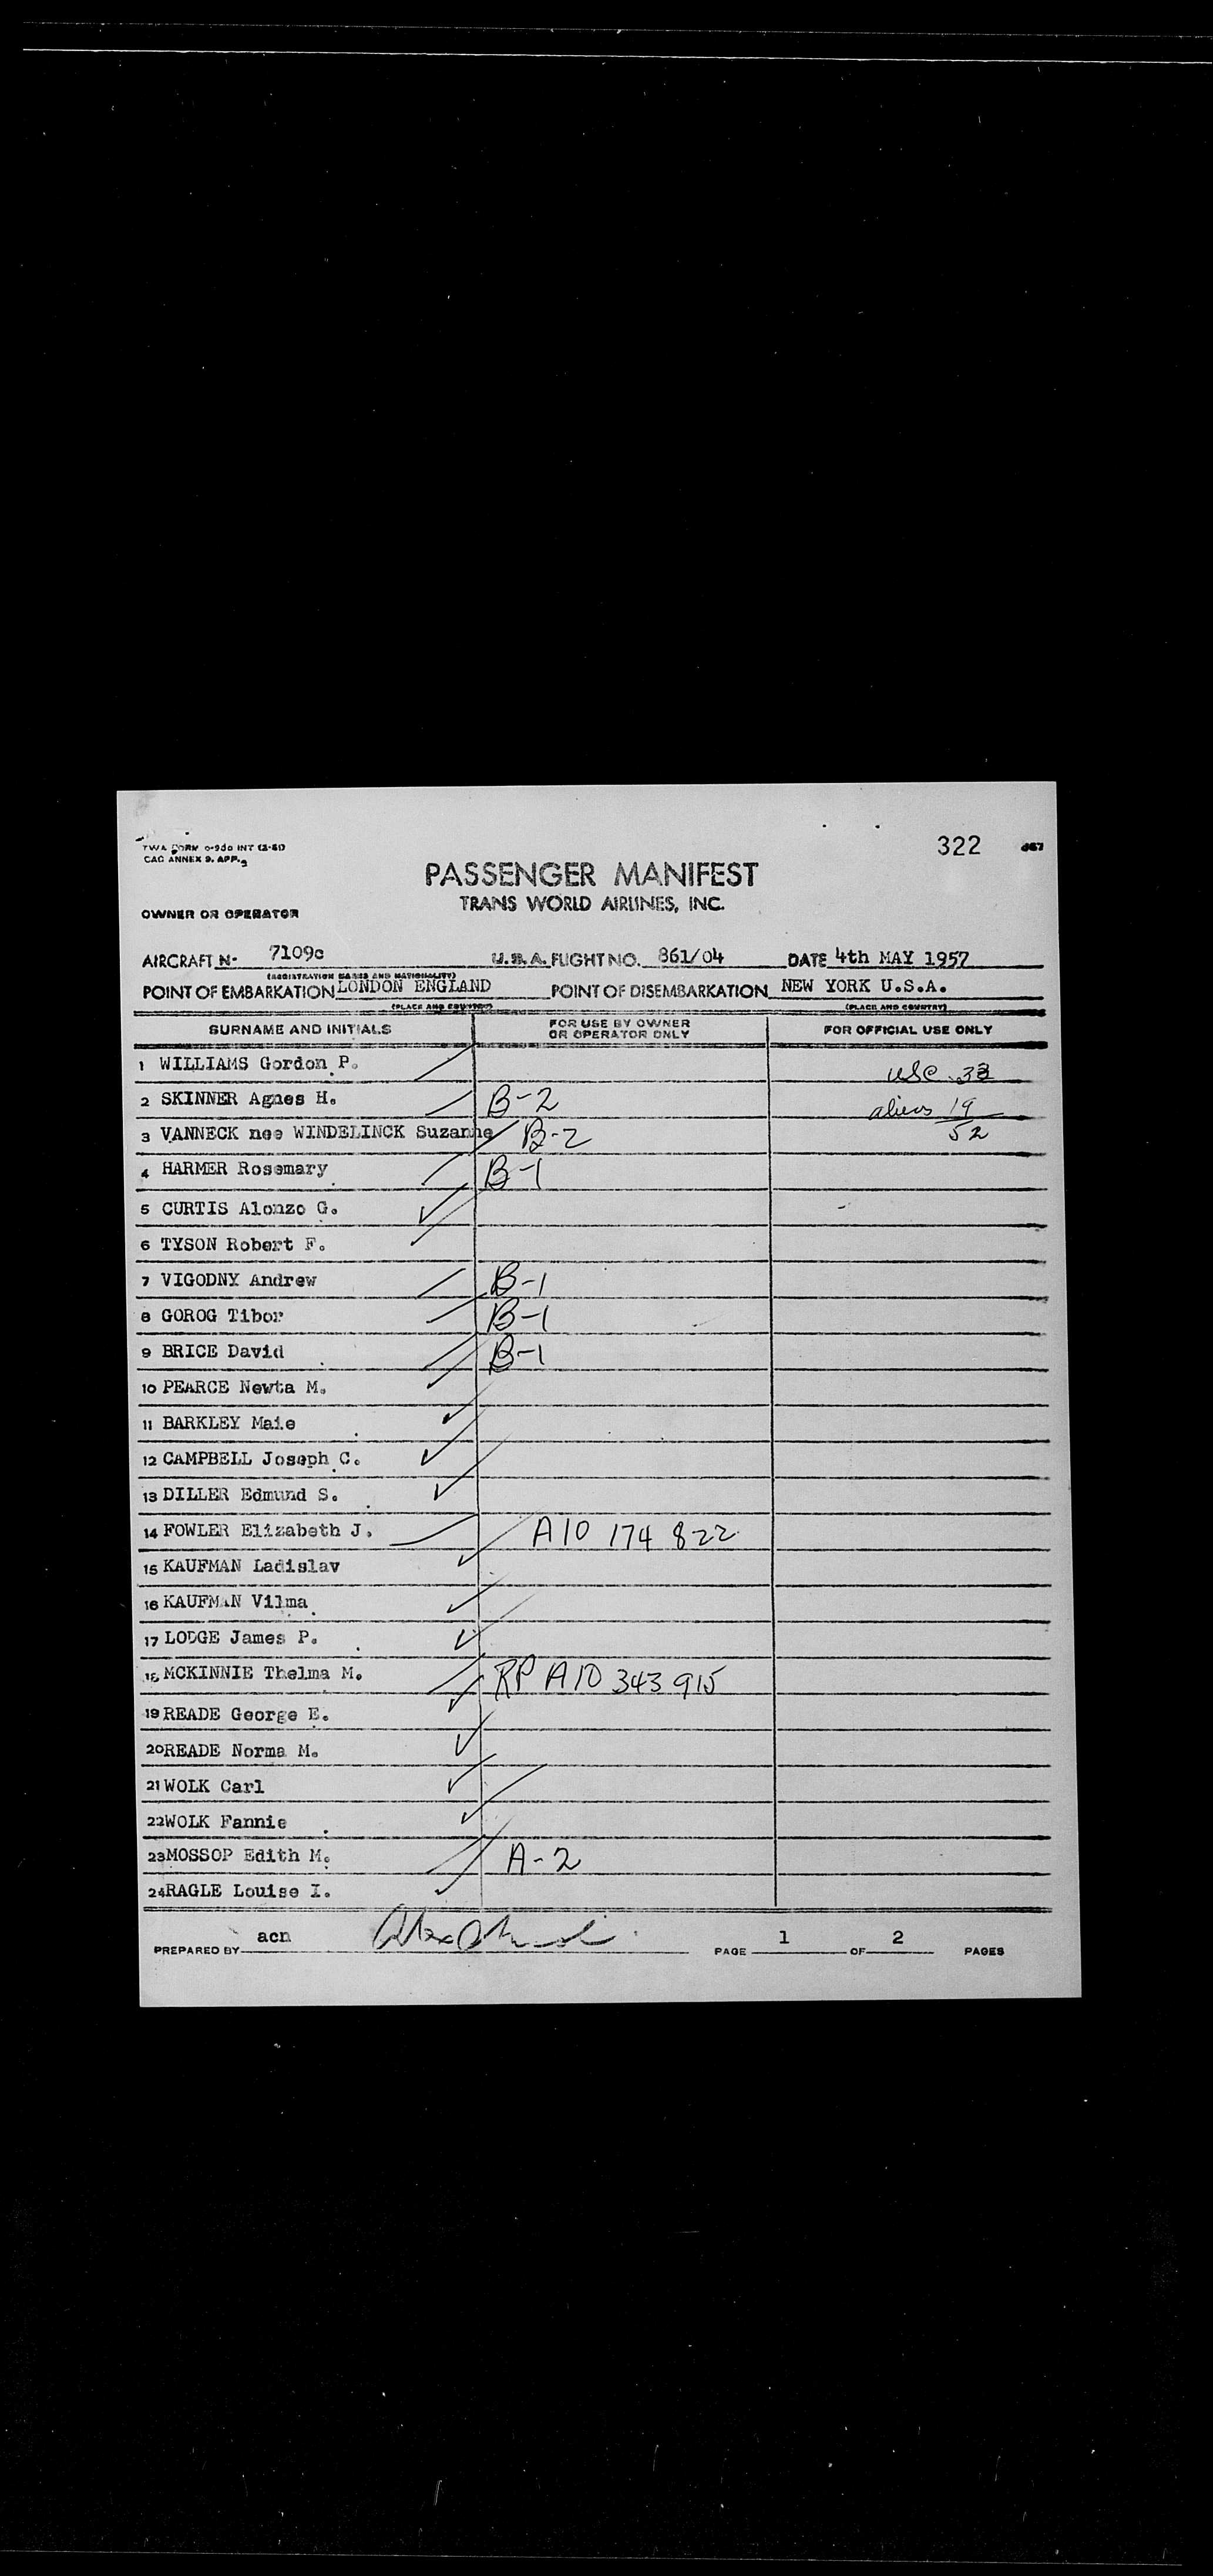 TWA FORM 0-930 INT (3-51)
CAO ANNEX 9. APP. 3
322
PASSENGER MANIFEST
TRANS WORLD AIRLINES, INC.
OWNER OR OPERATOR
AIRCRAFT N- 7109c U.S.A. FLIGHT NO. 861/04 DATE 4th MAY 1957
(REGISTRATION MARKS AND NATIONALITY)
POINT OF EMBARKATION LONDON ENGLAND POINT OF DISEMBARKATION NEW YORK U.S.A.
(PLACE AND COUNTRY) (PLACE AND COUNTRY)
SURNAME AND INITIALS FOR USE BY OWNER OR OPERATOR ONLY FOR OFFICIAL USE ONLY
1 WILLIAMS Gordon P. USC 33
2 SKINNER Agnes H. B-2 aliens 19
3 VANNECK nee WINDELINCK Suzanne B-2 52
4 HARMER Rosemary B-1
5 CURTIS Alonzo G.
6 TYSON Robert F.
7 VIGODNY Andrew B-1
8 GOROG Tibor B-1
9 BRICE David B-1
10 PEARCE Newta M.
11 BARKLEY Maie
12 CAMPBELL Joseph C.
13 DILLER Edmund S.
14 FOWLER Elizabeth J. A10 174 822
15 KAUFMAN Ladislav
16 KAUFMAN Vilma
17 LODGE James P.
18 MCKINNIE Thelma M. RP A10 343 915
19 READE George E.
20 READE Norma M.
21 WOLK Carl
22 WOLK Fannie
23 MOSSOP Edith M. A-2
24 RAGLE Louise I.
PREPARED BY acn PAGE 1 OF 2 PAGES